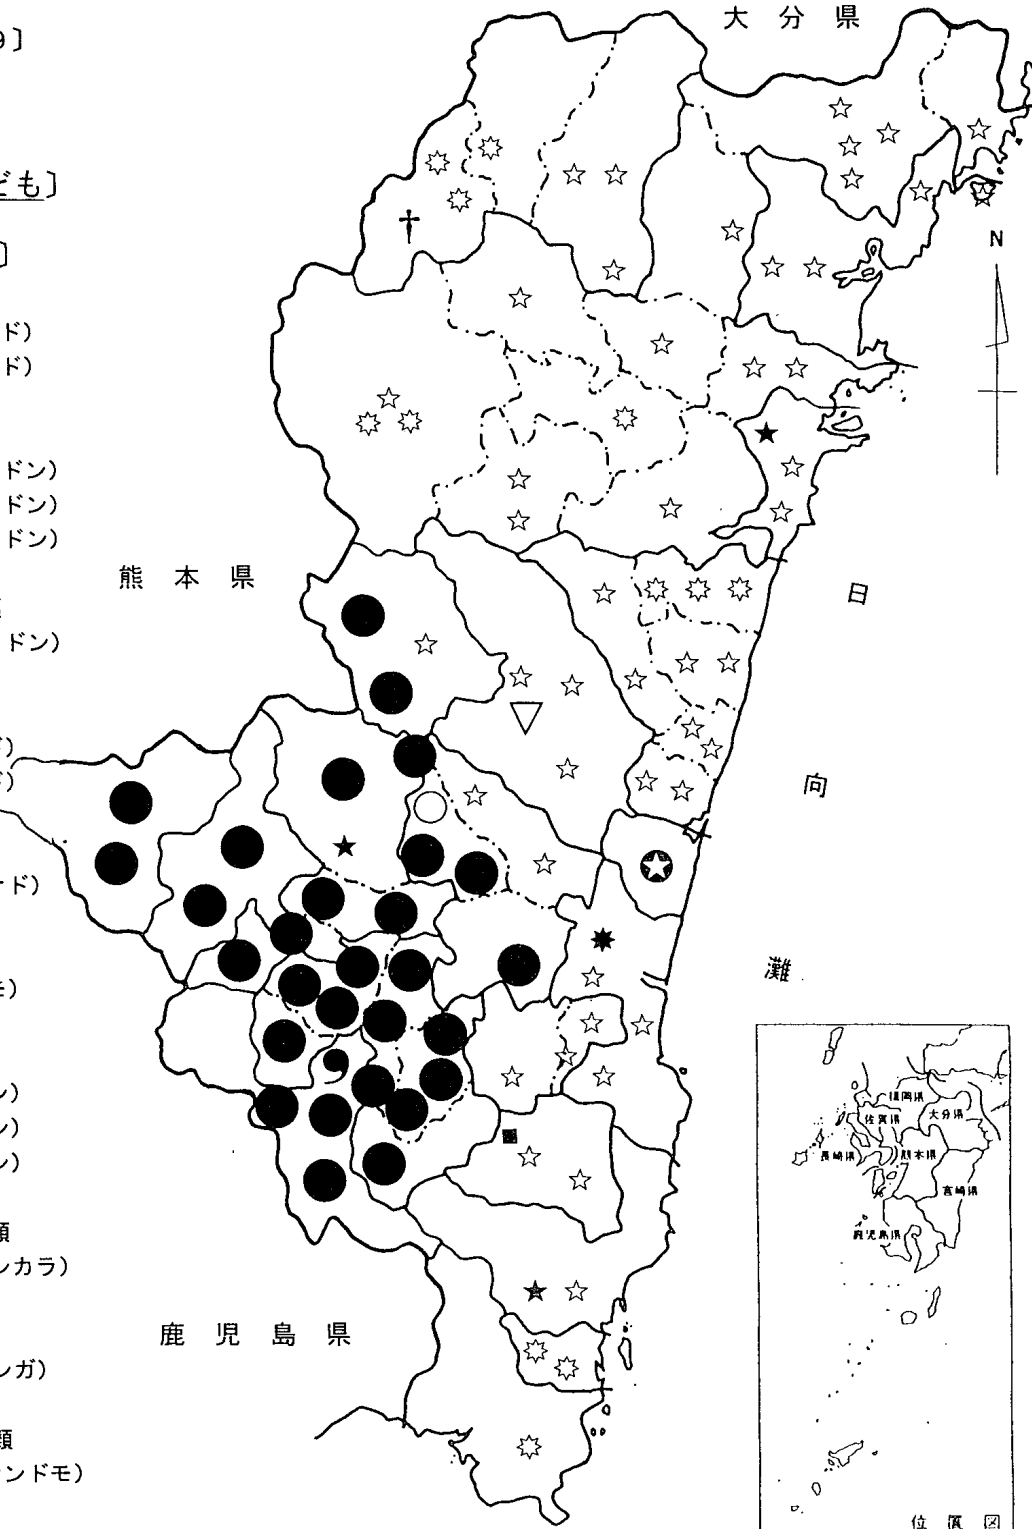 大分県
9〕
ども〕
〕
N
ド)
ド)
ドン)
ドン)
ドン)
熊本県
日
ドン)
向
ド)
灘
ン)
ン)
ン)
類
ンカラ)
鹿児島県
ンガ)
類
ンドモ)
福岡県
佐賀県
大分県
長崎県
熊本県
宮崎県
鹿児島県
位置図